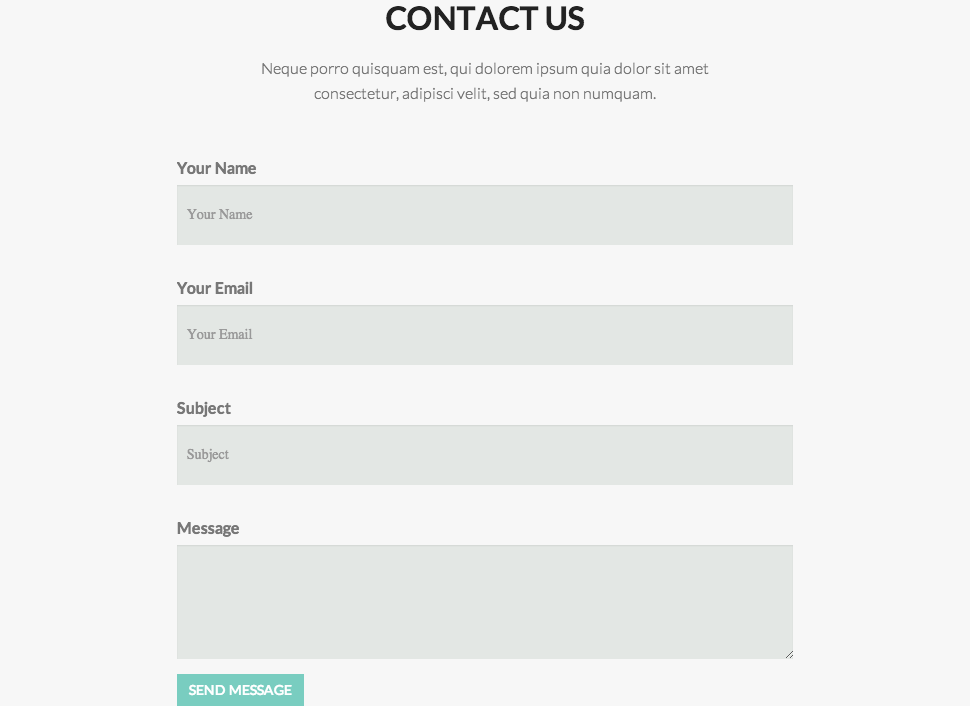 CONTACT US
Neque porro quisquam est, qui dolorem ipsum quia dolor sit amet
consectetur, adipisci velit, sed quia non numquam.
Your Name
Your Name
Your Email
Your Email
Subject
Subject
Message
SEND MESSAGE